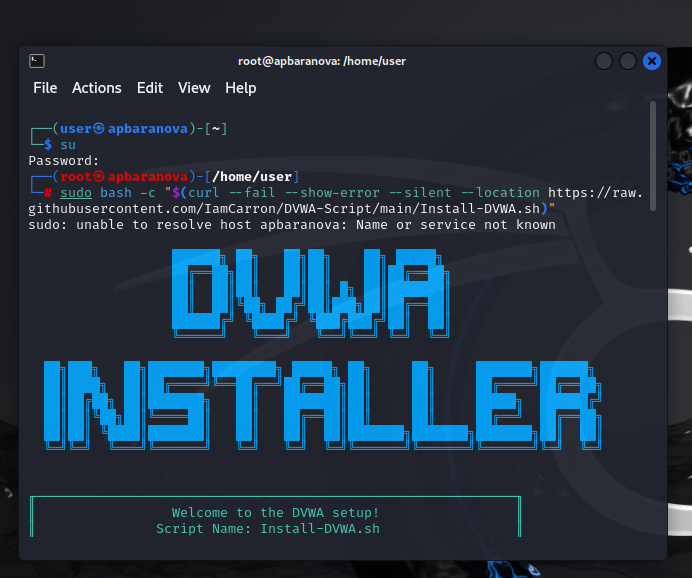 root@apbaranova: /home/user
File Actions Edit View Help
┌──(user㉿apbaranova)-[~]
└─$ su
Password:
┌──(root㉿apbaranova)-[/home/user]
└─# sudo bash -c "$(curl --fail --show-error --silent --location https://raw.
githubusercontent.com/IamCarron/DVWA-Script/main/Install-DVWA.sh)"
sudo: unable to resolve host apbaranova: Name or service not known
DVWA
INSTALLER
Welcome to the DVWA setup!
Script Name: Install-DVWA.sh